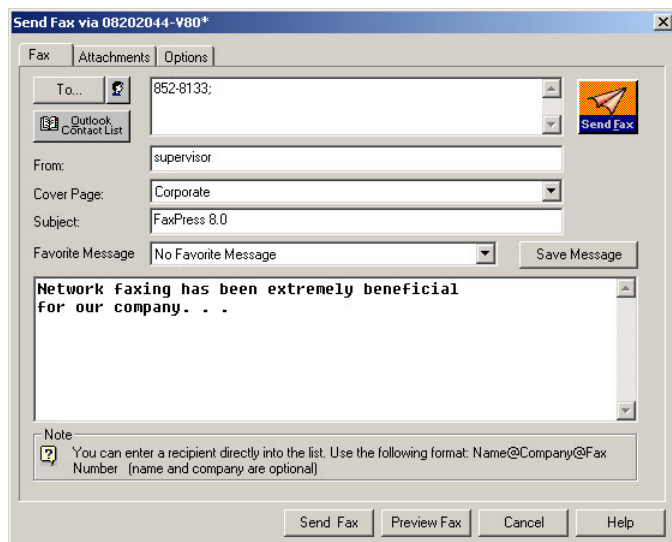 Send Fax via 08202044-V80*
Fax Attachments Options
To...
852-8133;
Outlook
Contact List
Send Fax
From:
supervisor
Cover Page:
Corporate
Subject:
FaxPress 8.0
Favorite Message
No Favorite Message
Save Message
Network faxing has been extremely beneficial
for our company. . .
Note
You can enter a recipient directly into the list. Use the following format: Name@Company@Fax
Number (name and company are optional)
Send Fax
Preview Fax
Cancel
Help